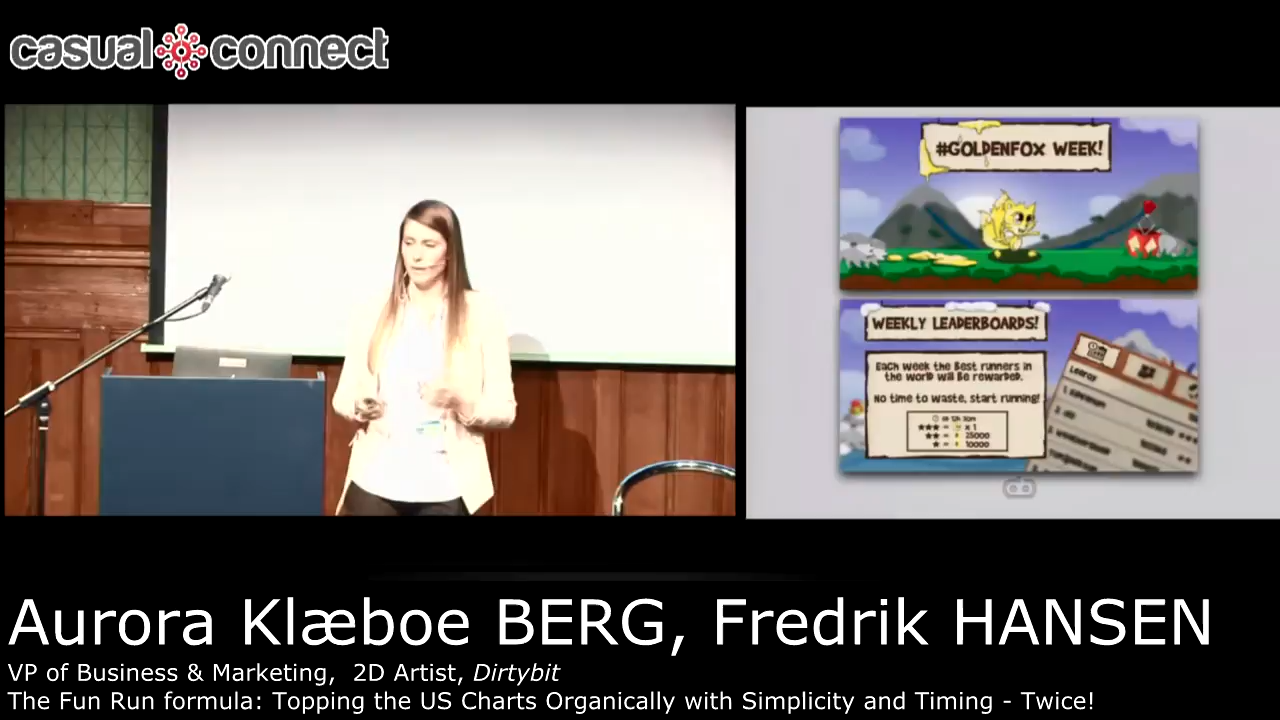 casual connect
#GOLDENFOX WEEK!
WEEKLY LEADERBOARDS!
Each week the best runners in
the world will be rewarded.
No time to waste, start running!
= x 1
= 25000
= 10000
Aurora Klæboe BERG, Fredrik HANSEN
VP of Business & Marketing,  2D Artist, Dirtybit
The Fun Run formula: Topping the US Charts Organically with Simplicity and Timing - Twice!